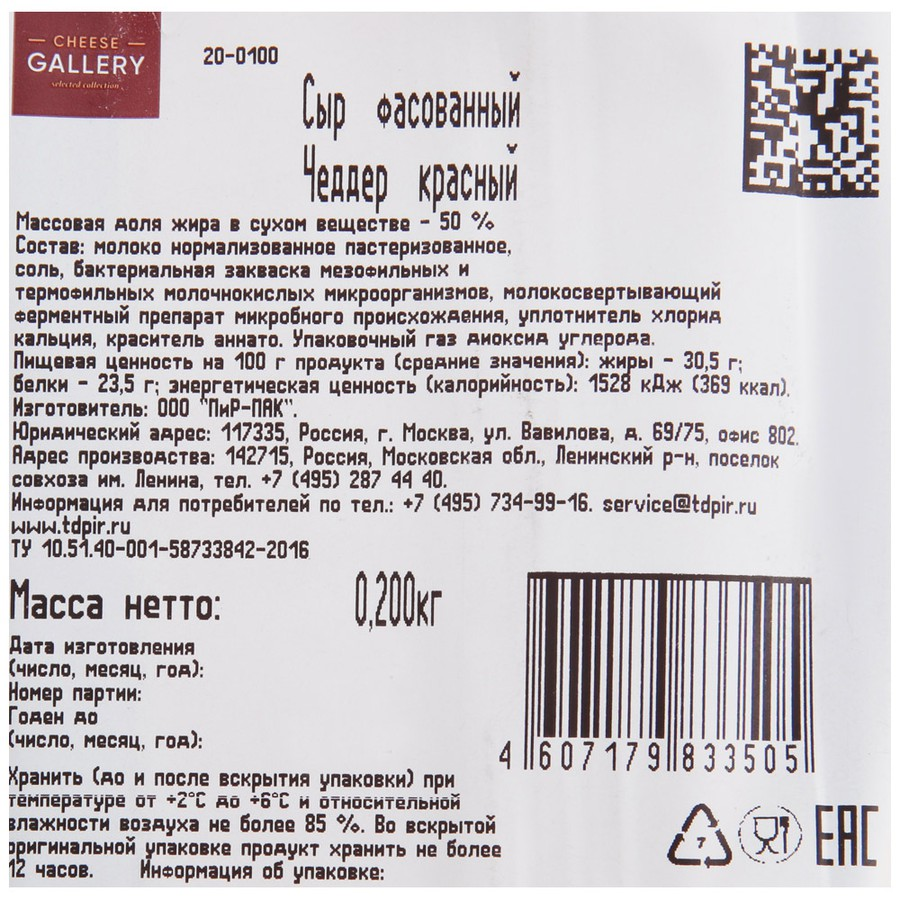 CHEESE
GALLERY
selected collection
20-0100
Сыр фасованный
Чеддер красный
Массовая доля жира в сухом веществе - 50 %
Состав: молоко нормализованное пастеризованное,
соль, бактериальная закваска мезофильных и
термофильных молочнокислых микроорганизмов, молокосвертывающий
ферментный препарат микробного происхождения, уплотнитель хлорид
кальция, краситель аннато. Упаковочный газ диоксид углерода.
Пищевая ценность на 100 г продукта (средние значения): жиры - 30,5 г;
белки - 23,5 г; энергетическая ценность (калорийность): 1528 кДж (369 ккал).
Изготовитель: ООО "ПиР-ПАК".
Юридический адрес: 117335, Россия, г. Москва, ул. Вавилова, д. 69/75, офис 802.
Адрес производства: 142715, Россия, Московская обл., Ленинский р-н, поселок
совхоза им. Ленина, тел. +7 (495) 287 44 40.
Информация для потребителей по тел.: +7 (495) 734-99-16. service@tdpir.ru
www.tdpir.ru
ТУ 10.51.40-001-58733842-2016
Масса нетто: 0,200кг
Дата изготовления
(число, месяц, год):
Номер партии:
Годен до
(число, месяц, год):
4 607179 833505
Хранить (до и после вскрытия упаковки) при
температуре от +2°С до +6°С и относительной
влажности воздуха не более 85 %. Во вскрытой
оригинальной упаковке продукт хранить не более
12 часов. Информация об упаковке:
7
EAC